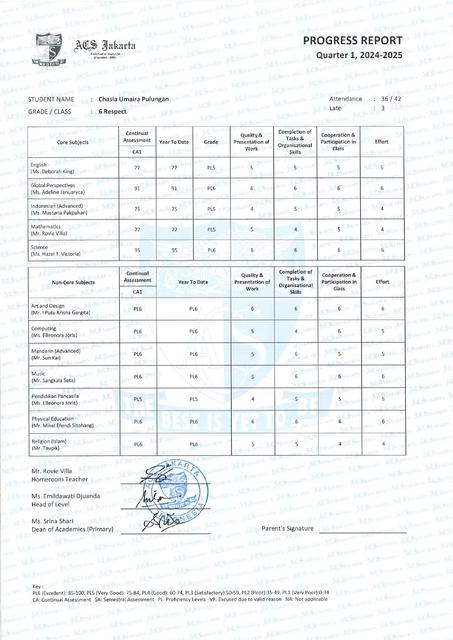 ACS Jakarta
PROGRESS REPORT
Quarter 1, 2024-2025
STUDENT NAME : Chasia Umaira Pulungan
Attendance : 36 / 42
GRADE / CLASS : 6 Respect
Late : 3
Core Subjects Continual Assessment CA1 Year To Date Grade Quality & Presentation of Work Completion of Tasks & Organisational Skills Cooperation & Participation in Class Effort
English
(Ms. Deborah King) 77 77 PL5 5 5 5 5
Global Perspectives
(Ms. Adeline Januaryca) 91 91 PL6 6 6 6 6
Indonesian (Advanced)
(Ms. Mustaria Pakpahan) 75 75 PL5 4 5 5 4
Mathematics
(Mr. Rovie Villa) 77 77 PL5 5 4 5 4
Science
(Ms. Hazel T. Victoria) 95 95 PL6 6 6 6 6
Non-Core Subjects Continual Assessment CA1 Year To Date Quality & Presentation of Work Completion of Tasks & Organisational Skills Cooperation & Participation in Class Effort
Art and Design
(Mr. I Putu Krisna Gangita) PL6 PL6 6 6 6 6
Computing
(Ms. Elleonora Joris) PL6 PL6 5 4 6 5
Mandarin (Advanced)
(Mr. Sun Kai) PL6 PL6 5 6 5 5
Music
(Mr. Sangkala Seta) PL6 PL6 5 6 6 6
Pendidikan Pancasila
(Ms. Elleonora Joris) PL5 PL5 4 5 5 5
Physical Education
(Mr. Mikel Efendi Sitohang) PL6 PL6 6 6 6 6
Religion (Islam)
(Mr. Taupik) PL6 PL6 5 5 4 4
Mr. Rovie Villa
Homeroom Teacher
Ms. Emildawati Djuanda
Head of Level
Ms. Srina Shari
Dean of Academics (Primary)
Parent's Signature
Key :
PL6 (Excellent): 85-100, PL5 (Very Good): 75-84, PL4 (Good): 60-74, PL3 (Satisfactory):50-59, PL2 (Poor):35-49, PL1 (Very Poor):0-34
CA: Continual Assessment SA: Semestral Assessment PL: Proficiency Levels VR: Excused due to valid reason NA: Not applicable